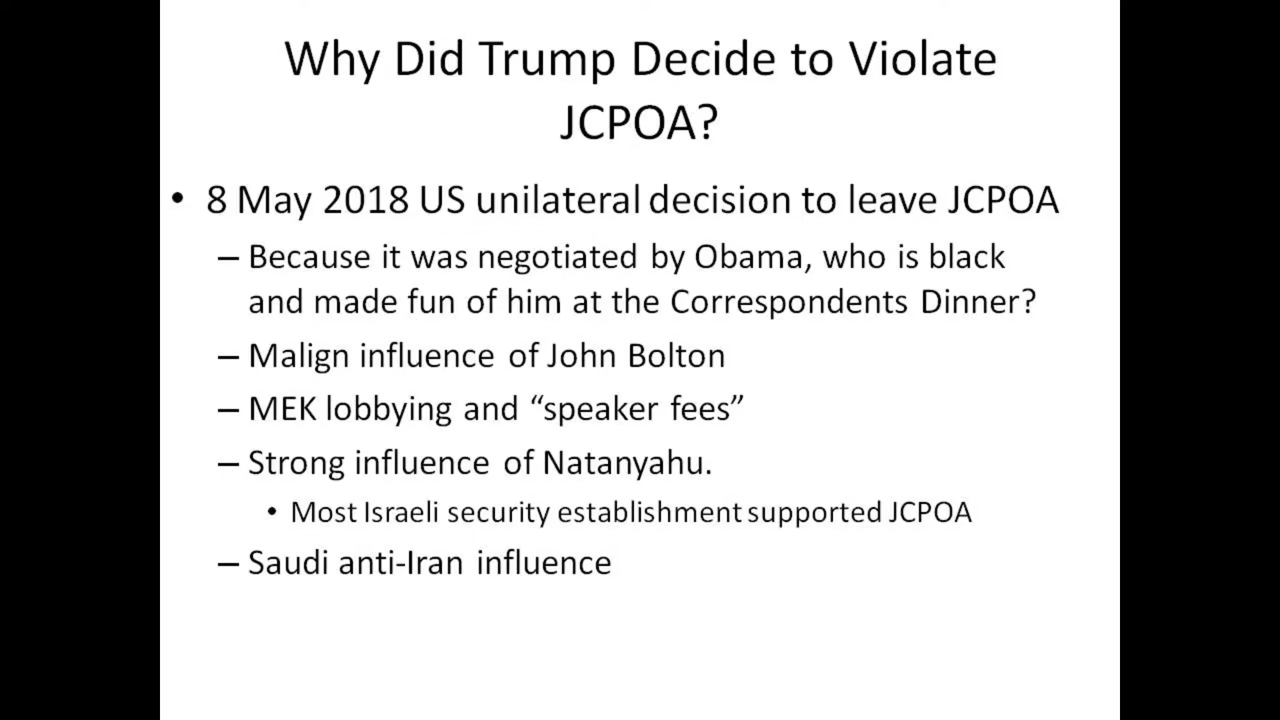 Why Did Trump Decide to Violate
JCPOA?
• 8 May 2018 US unilateral decision to leave JCPOA
– Because it was negotiated by Obama, who is black
and made fun of him at the Correspondents Dinner?
– Malign influence of John Bolton
– MEK lobbying and “speaker fees”
– Strong influence of Natanyahu.
• Most Israeli security establishment supported JCPOA
– Saudi anti-Iran influence